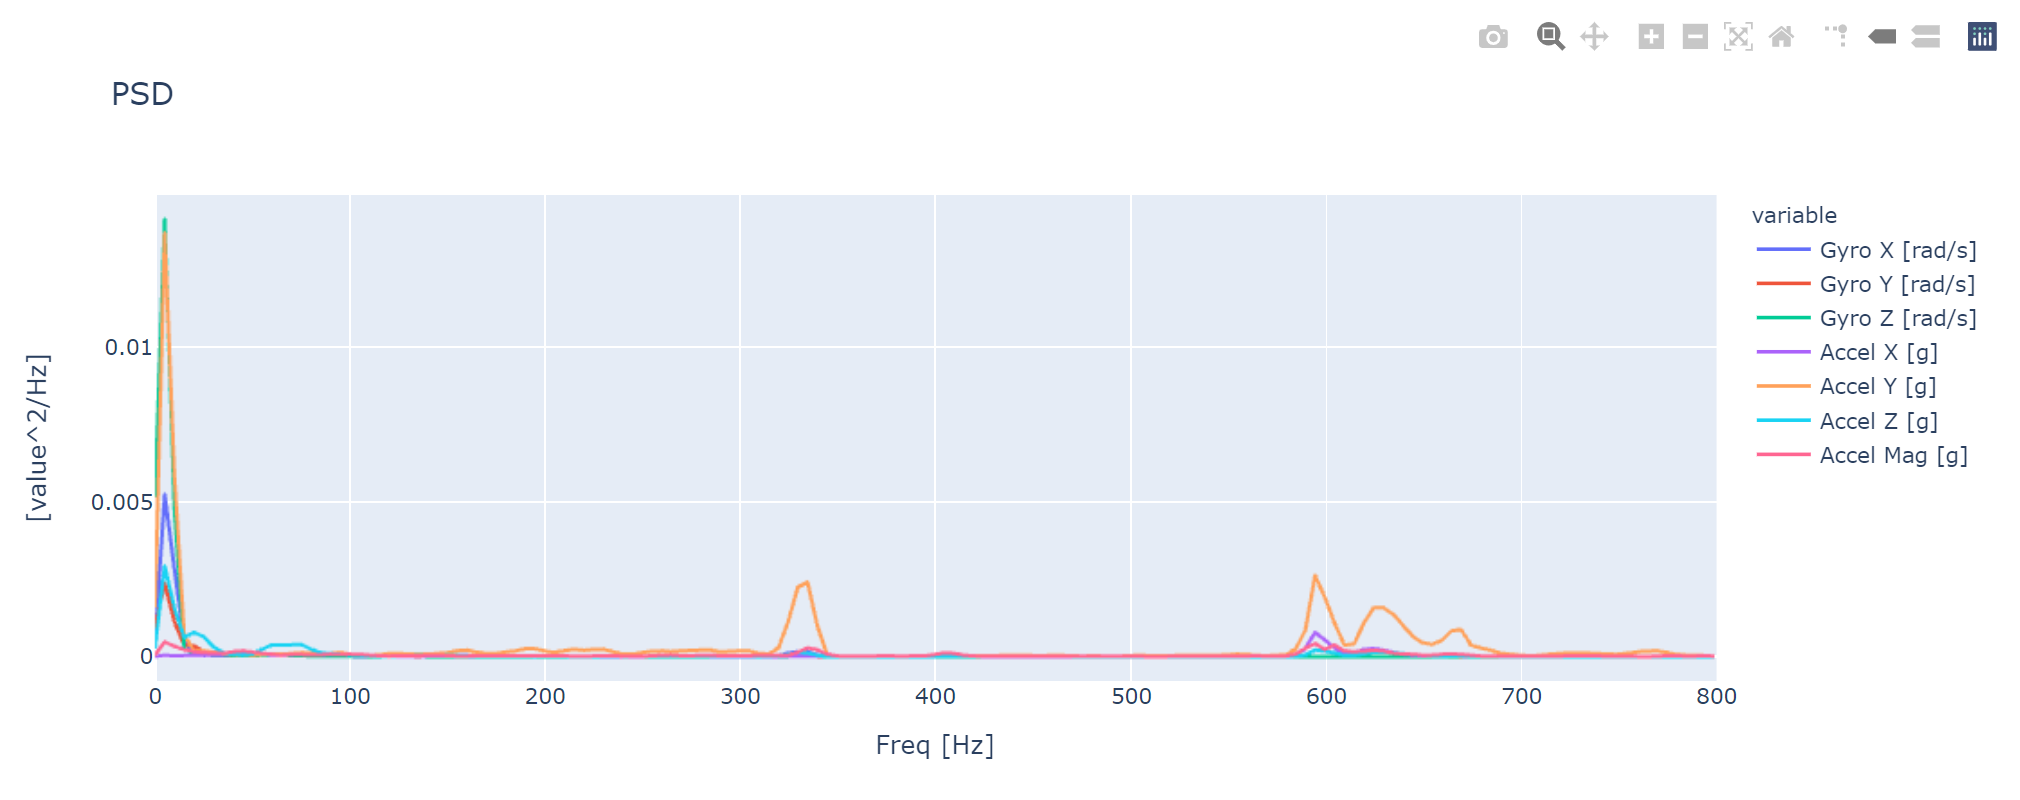 PSD
[value^2/Hz]
0.01
0.005
0
0 100 200 300 400 500 600 700 800
Freq [Hz]
variable
Gyro X [rad/s]
Gyro Y [rad/s]
Gyro Z [rad/s]
Accel X [g]
Accel Y [g]
Accel Z [g]
Accel Mag [g]